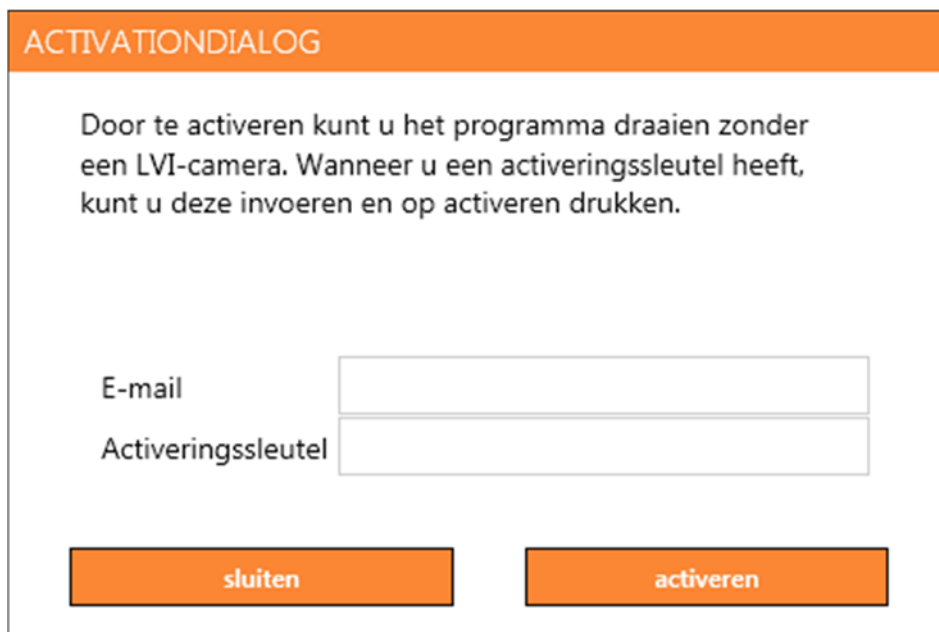 ACTIVATIONDIALOG
Door te activeren kunt u het programma draaien zonder
een LVI-camera. Wanneer u een activeringssleutel heeft,
kunt u deze invoeren en op activeren drukken.
E-mail
Activeringssleutel
sluiten
activeren